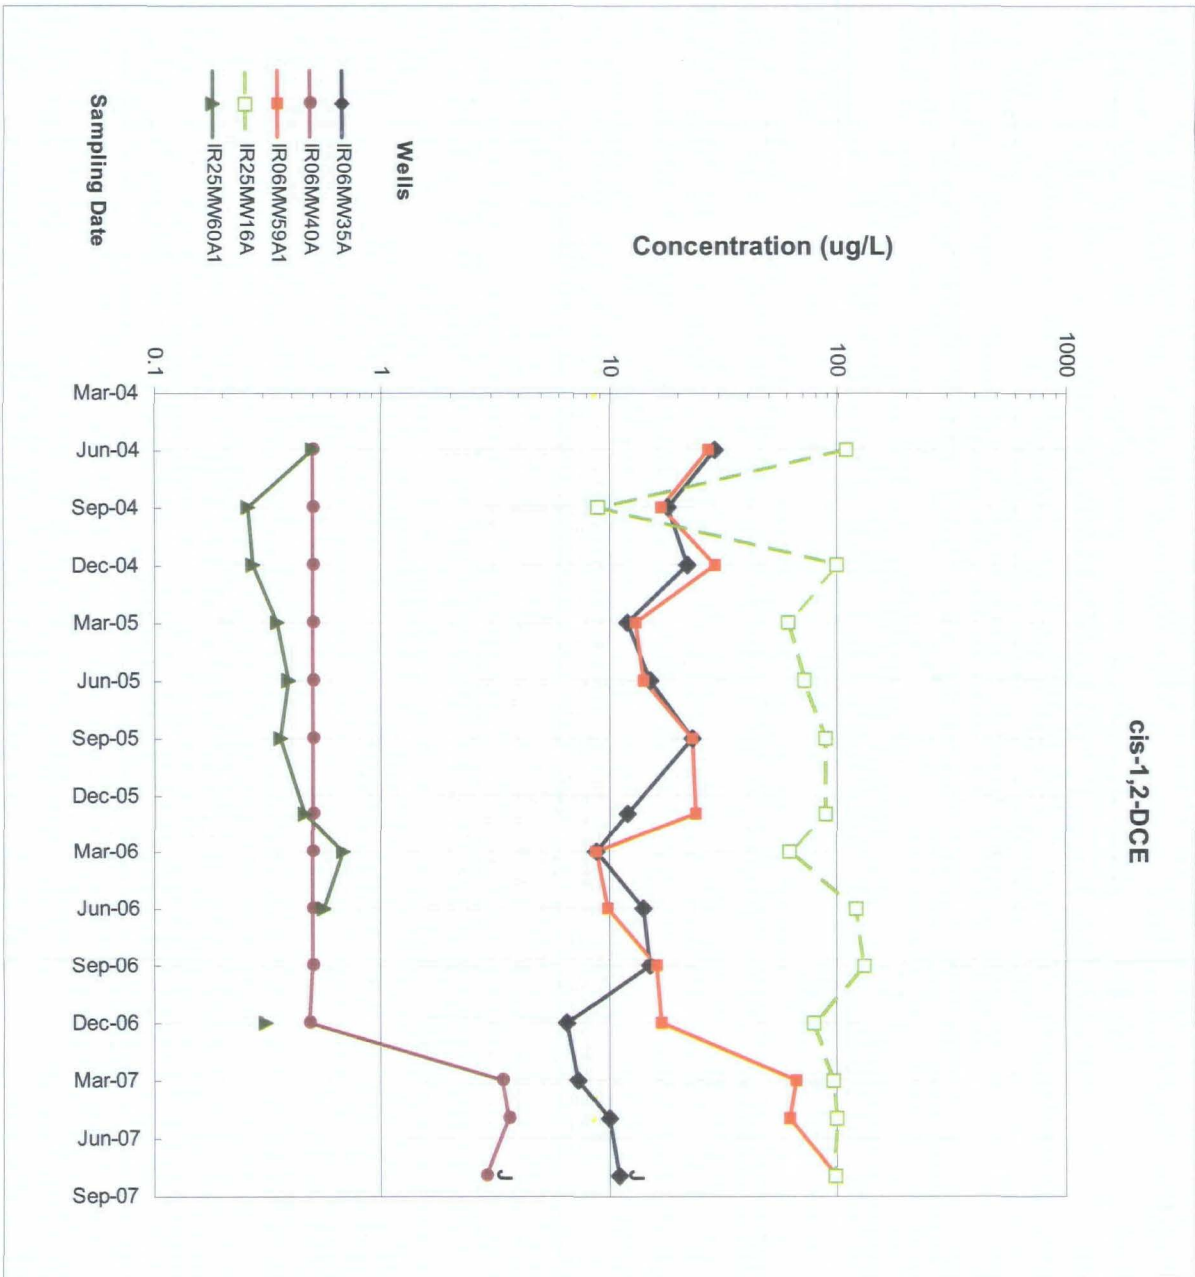 cis-1,2-DCE
Concentration (ug/L)
1000
100
10
1
0.1
Mar-04
Jun-04
Sep-04
Dec-04
Mar-05
Jun-05
Sep-05
Dec-05
Mar-06
Jun-06
Sep-06
Dec-06
Mar-07
Jun-07
Sep-07
J
J
Wells
IR06MW35A
IR06MW40A
IR06MW59A1
IR25MW16A
IR25MW60A1
Sampling Date